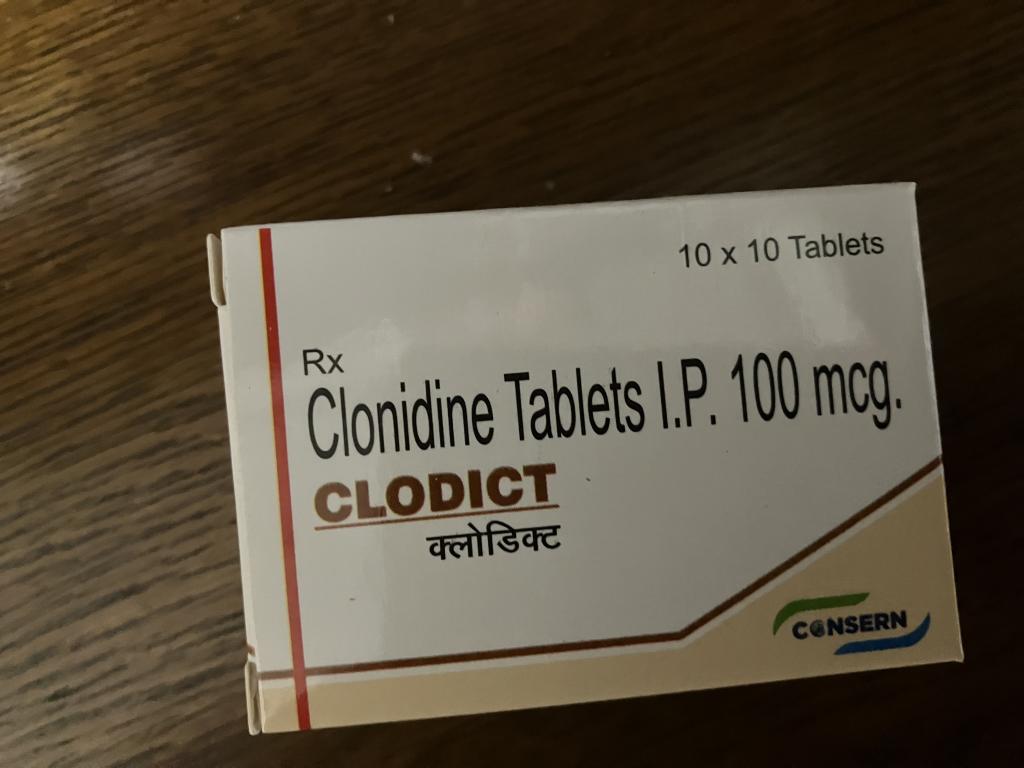 10 x 10 Tablets
Rx
Clonidine Tablets I.P. 100 mcg.
CLODICT
क्लोडिक्ट
CONSERN